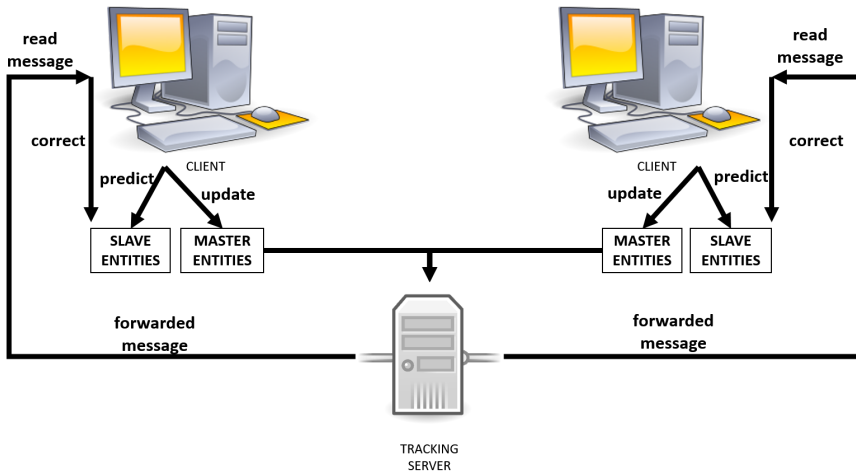 read
message
read
message
correct
correct
CLIENT
CLIENT
predict
update
update
predict
SLAVE
ENTITIES
MASTER
ENTITIES
MASTER
ENTITIES
SLAVE
ENTITIES
forwarded
message
forwarded
message
TRACKING
SERVER